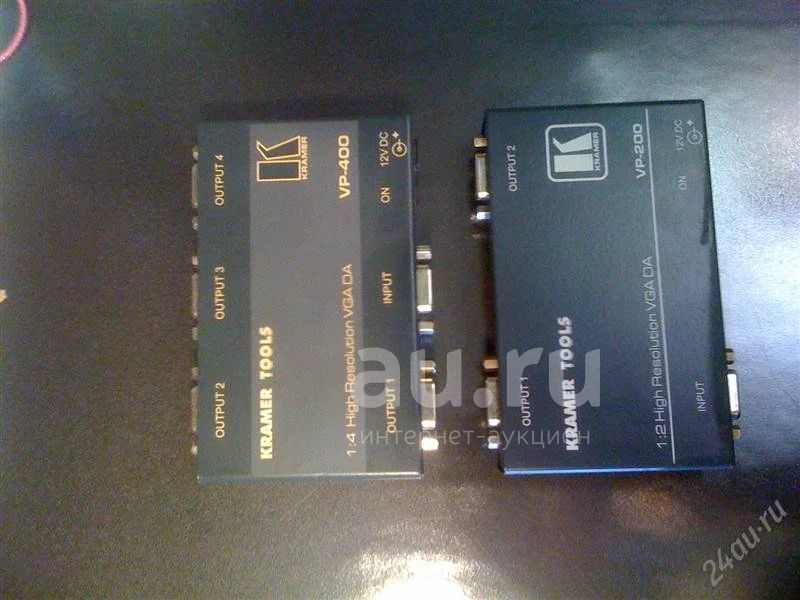 OUTPUT 4
OUTPUT 3
OUTPUT 2
KRAMER
VP-400
KRAMER TOOLS
1:4 High Resolution VGA DA
12V DC
ON
INPUT
OUTPUT 1
OUTPUT 2
OUTPUT 1
KRAMER
VP-200
KRAMER TOOLS
1:2 High Resolution VGA DA
12V DC
ON
INPUT
au.ru
интернет-аукцион
24au.ru